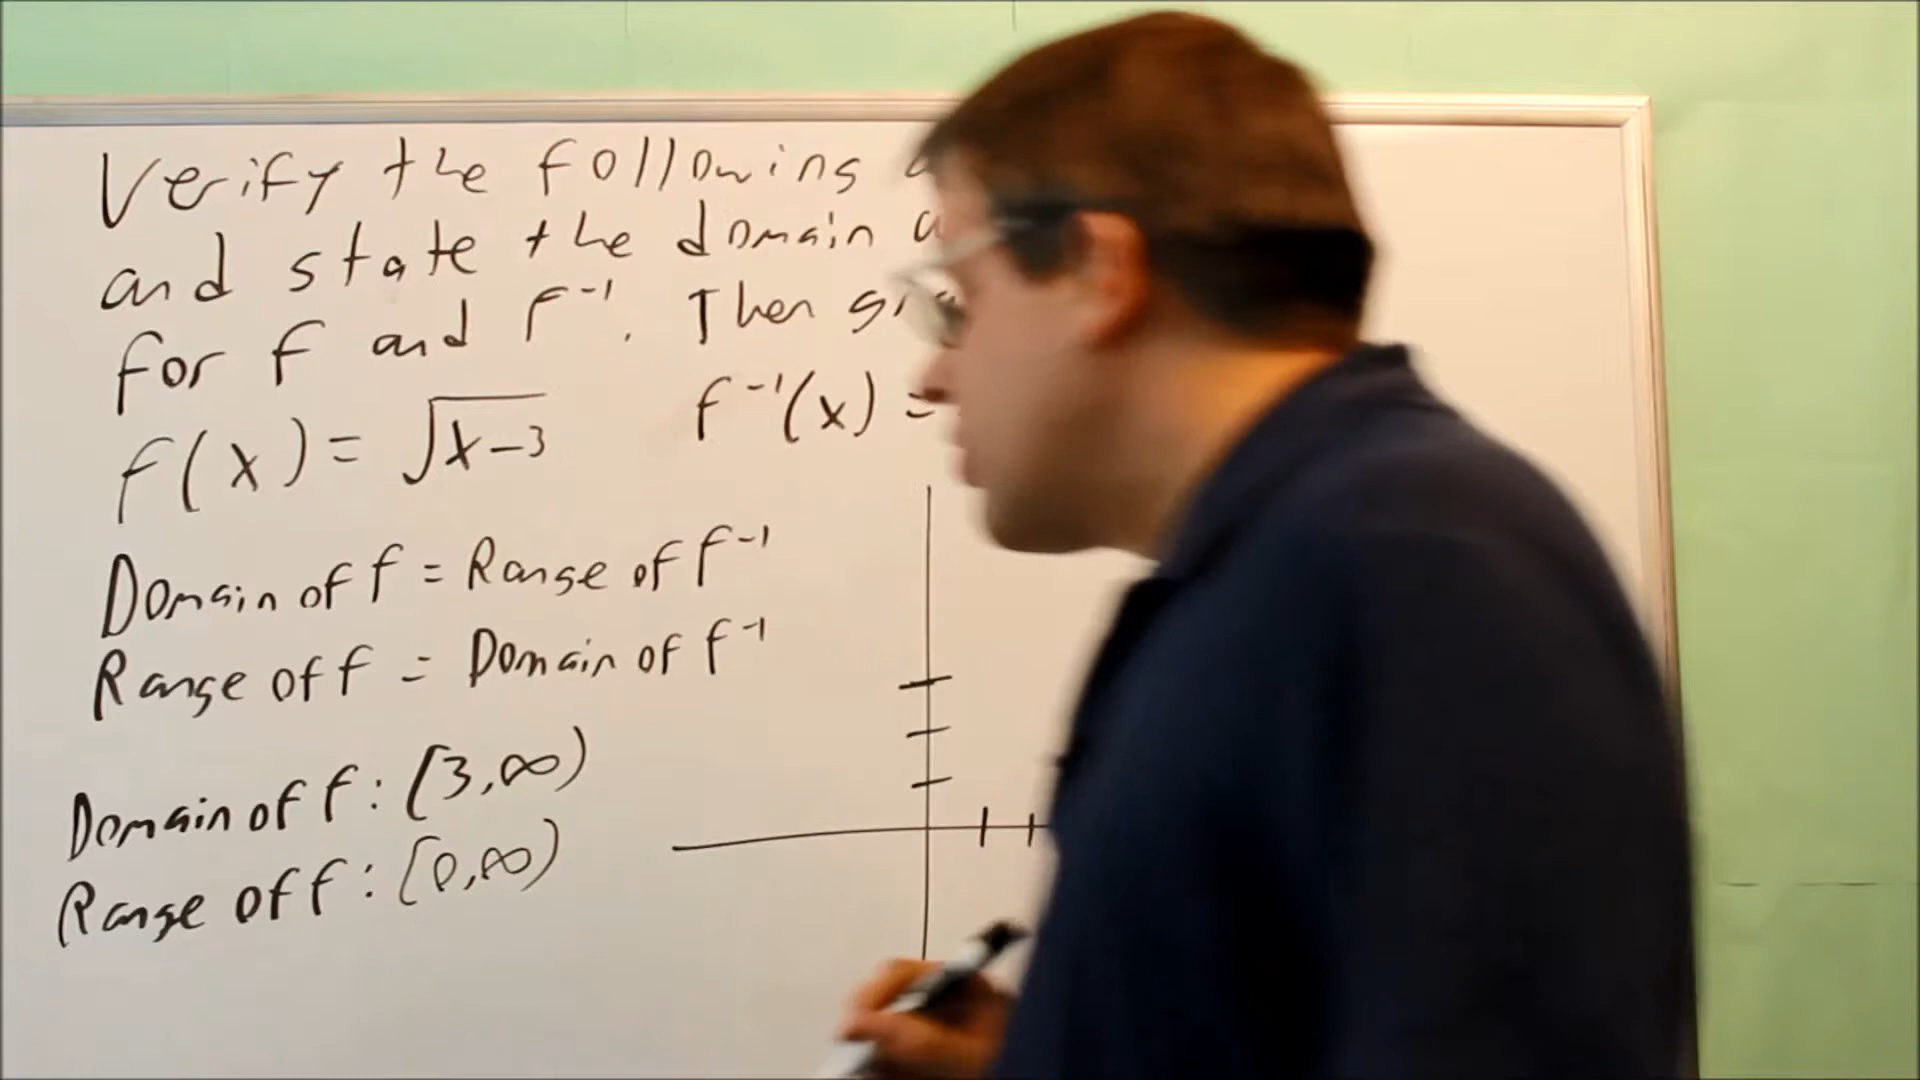 Verify the following
and state the domain
for f and f⁻¹. Then
f(x) = √(x-3) f⁻¹(x) =
Domain of f = Range of f⁻¹
Range of f = Domain of f⁻¹
Domain of f: [3,∞)
Range of f: [0,∞)